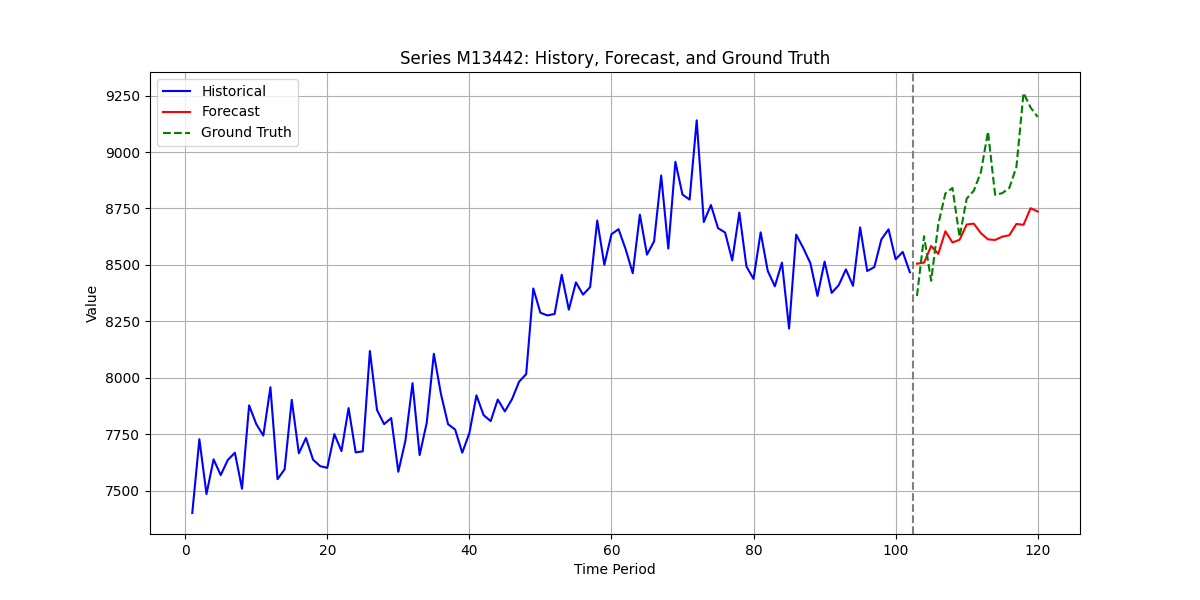 Series M13442: History, Forecast, and Ground Truth
Historical
Forecast
Ground Truth
9250
9000
8750
8500
8250
8000
7750
7500
Value
0 20 40 60 80 100 120
Time Period